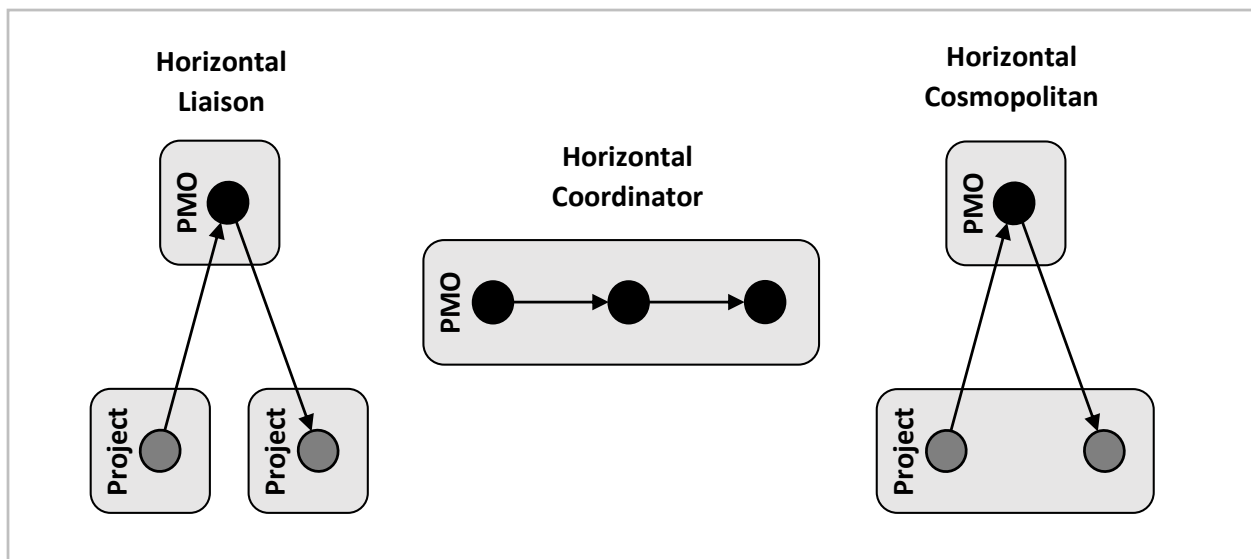 Horizontal
Liaison
PMO
Project
Project
Horizontal
Coordinator
PMO
Horizontal
Cosmopolitan
PMO
Project